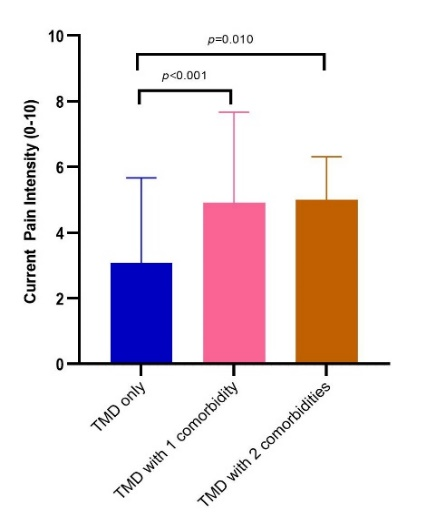 10
p=0.010
p<0.001
8
6
4
2
0
Current Pain Intensity (0-10)
TMD only
TMD with 1 comorbidity
TMD with 2 comorbidities